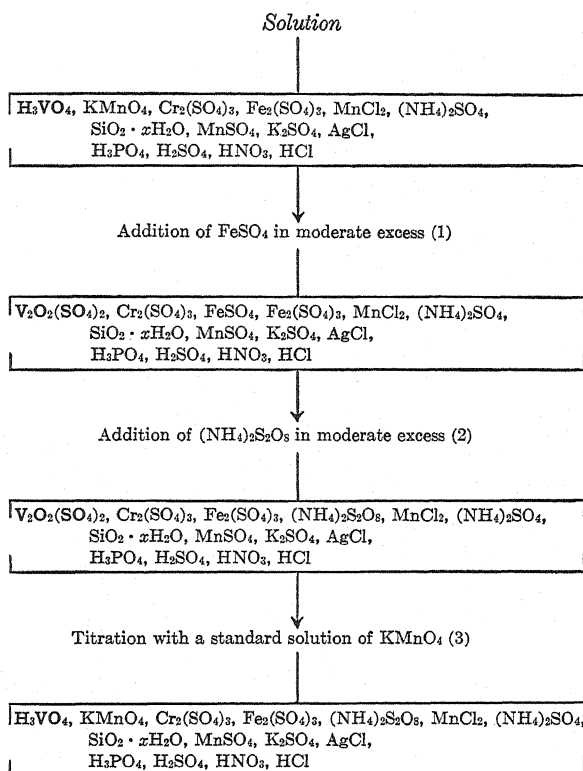 Solution
H₃VO₄, KMnO₄, Cr₂(SO₄)₃, Fe₂(SO₄)₃, MnCl₂, (NH₄)₂SO₄,
SiO₂ · xH₂O, MnSO₄, K₂SO₄, AgCl,
H₃PO₄, H₂SO₄, HNO₃, HCl
Addition of FeSO₄ in moderate excess (1)
V₂O₂(SO₄)₂, Cr₂(SO₄)₃, FeSO₄, Fe₂(SO₄)₃, MnCl₂, (NH₄)₂SO₄,
SiO₂ · xH₂O, MnSO₄, K₂SO₄, AgCl,
H₃PO₄, H₂SO₄, HNO₃, HCl
Addition of (NH₄)₂S₂O₈ in moderate excess (2)
V₂O₂(SO₄)₂, Cr₂(SO₄)₃, Fe₂(SO₄)₃, (NH₄)₂S₂O₈, MnCl₂, (NH₄)₂SO₄,
SiO₂ · xH₂O, MnSO₄, K₂SO₄, AgCl,
H₃PO₄, H₂SO₄, HNO₃, HCl
Titration with a standard solution of KMnO₄ (3)
H₃VO₄, KMnO₄, Cr₂(SO₄)₃, Fe₂(SO₄)₃, (NH₄)₂S₂O₈, MnCl₂, (NH₄)₂SO₄,
SiO₂ · xH₂O, MnSO₄, K₂SO₄, AgCl,
H₃PO₄, H₂SO₄, HNO₃, HCl